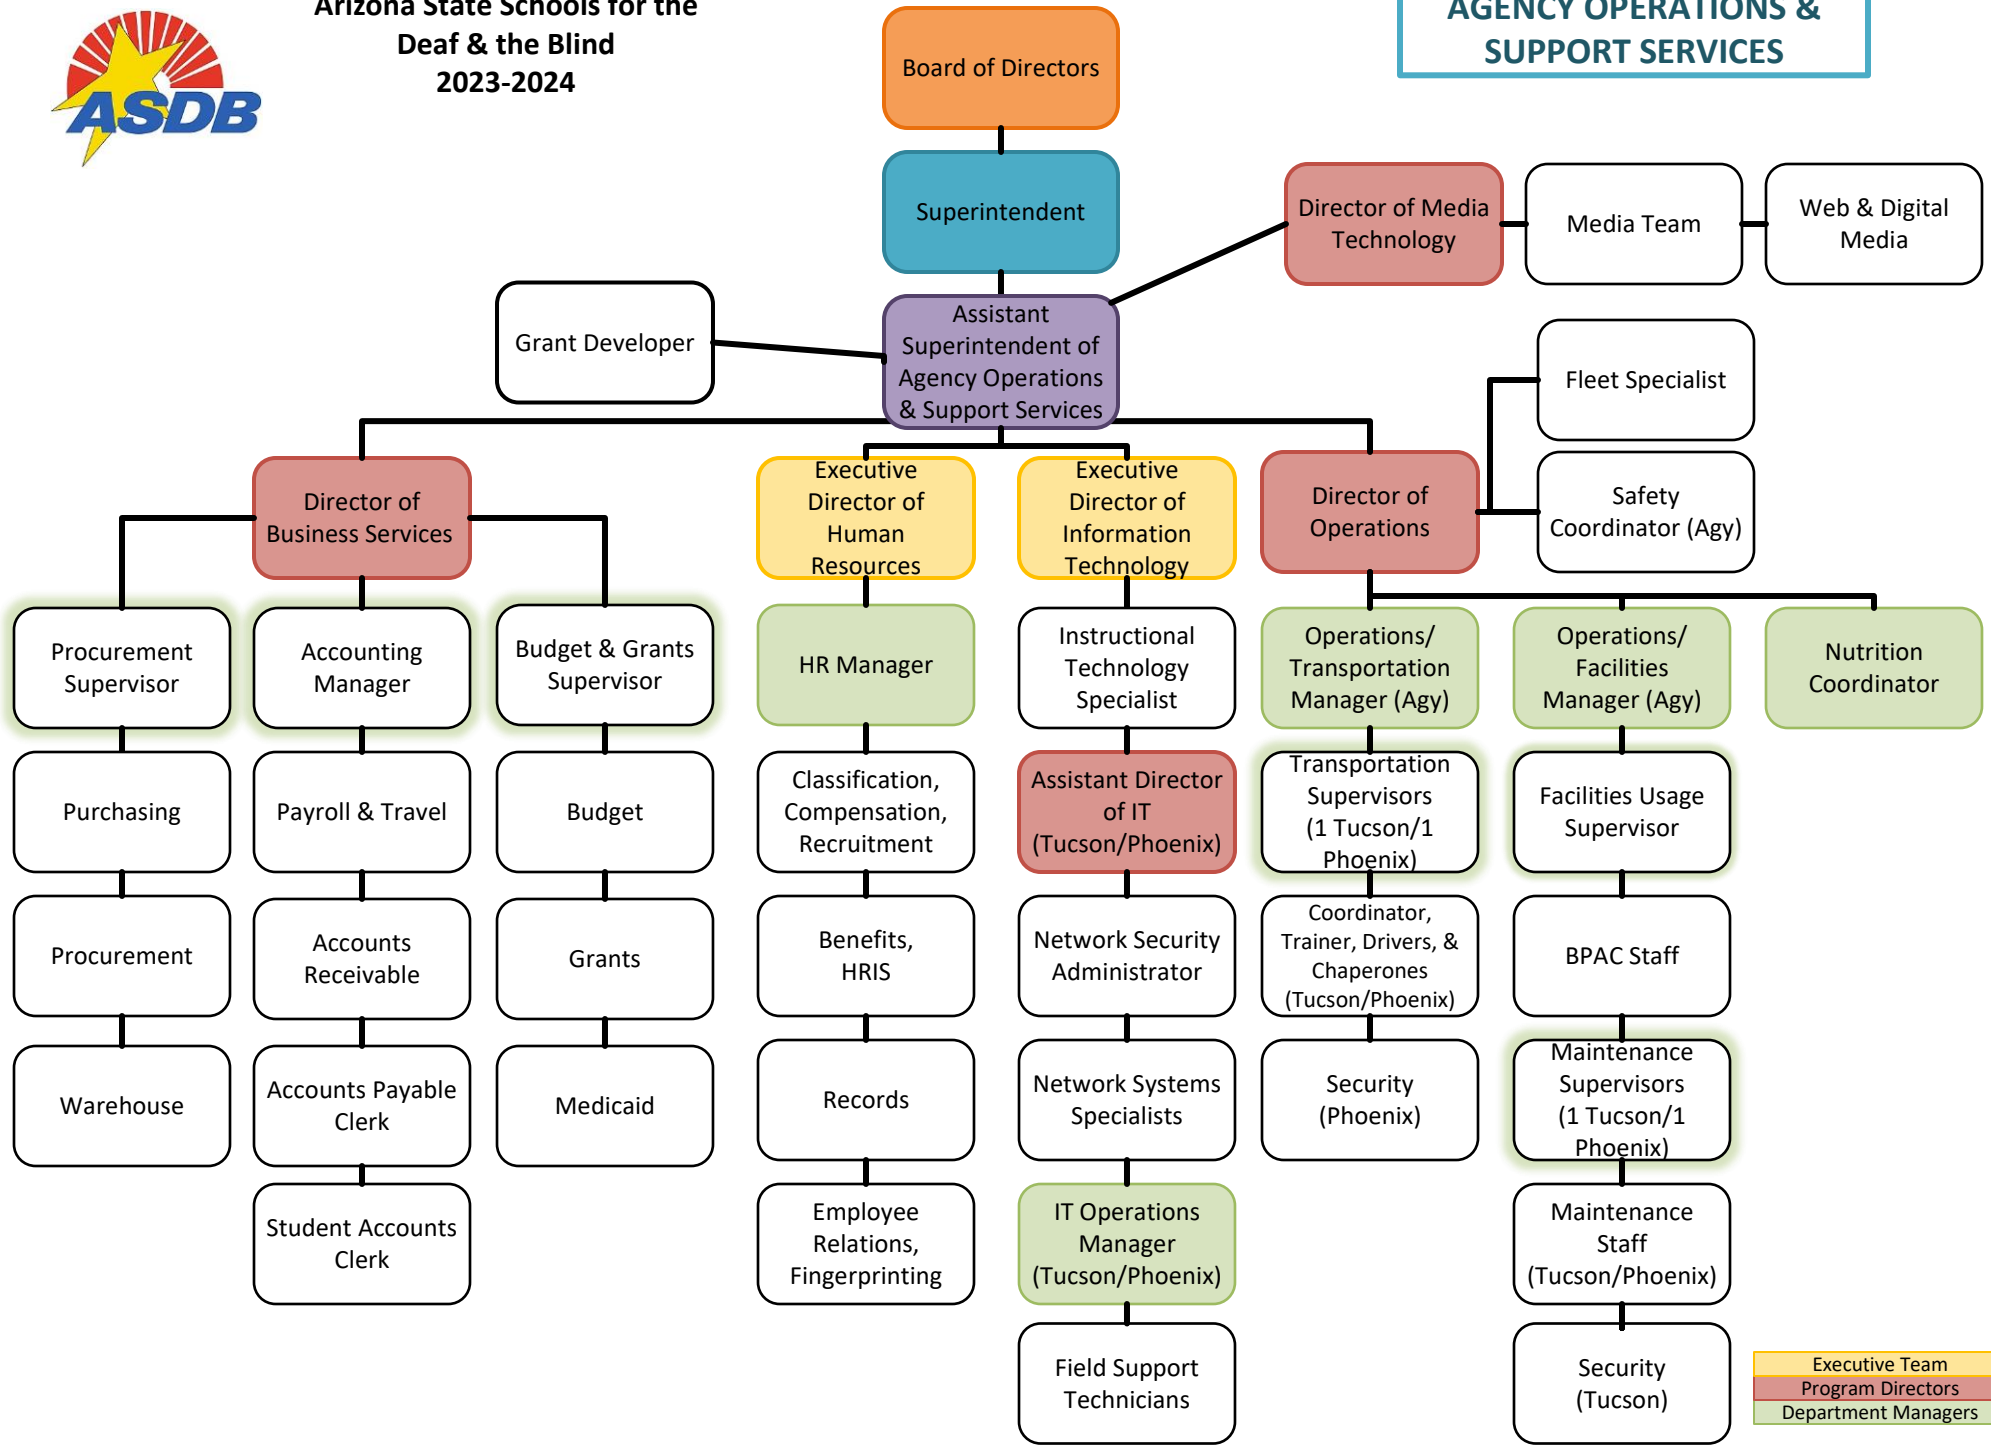 Arizona State Schools for the
Deaf & the Blind
2023-2024
ASDB
AGENCY OPERATIONS &
SUPPORT SERVICES
Board of Directors
Superintendent
Director of Media
Technology
Media Team
Web & Digital
Media
Grant Developer
Assistant
Superintendent of
Agency Operations
& Support Services
Fleet Specialist
Safety
Coordinator (Agy)
Director of
Business Services
Executive
Director of
Human
Resources
Executive
Director of
Information
Technology
Director of
Operations
Procurement
Supervisor
Accounting
Manager
Budget & Grants
Supervisor
HR Manager
Instructional
Technology
Specialist
Operations/
Transportation
Manager (Agy)
Operations/
Facilities
Manager (Agy)
Nutrition
Coordinator
Purchasing
Payroll & Travel
Budget
Classification,
Compensation,
Recruitment
Assistant Director
of IT
(Tucson/Phoenix)
Transportation
Supervisors
(1 Tucson/1
Phoenix)
Facilities Usage
Supervisor
Procurement
Accounts
Receivable
Grants
Benefits,
HRIS
Network Security
Administrator
Coordinator,
Trainer, Drivers, &
Chaperones
(Tucson/Phoenix)
BPAC Staff
Warehouse
Accounts Payable
Clerk
Medicaid
Records
Network Systems
Specialists
Security
(Phoenix)
Maintenance
Supervisors
(1 Tucson/1
Phoenix)
Student Accounts
Clerk
Employee
Relations,
Fingerprinting
IT Operations
Manager
(Tucson/Phoenix)
Maintenance
Staff
(Tucson/Phoenix)
Field Support
Technicians
Security
(Tucson)
Executive Team
Program Directors
Department Managers